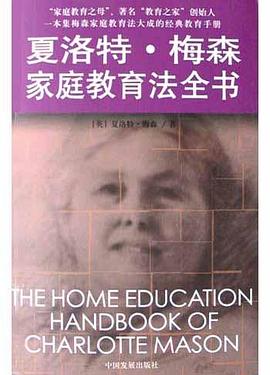 “家庭教育之母”、著名“教育之家”创始人
一本集梅森家庭教育法大成的经典教育手册
夏洛特·梅森
家庭教育法全书
［英］夏洛特·梅森／著
THE HOME EDUCATION
HANDBOOK OF
CHARLOTTE MASON
中国发展出版社